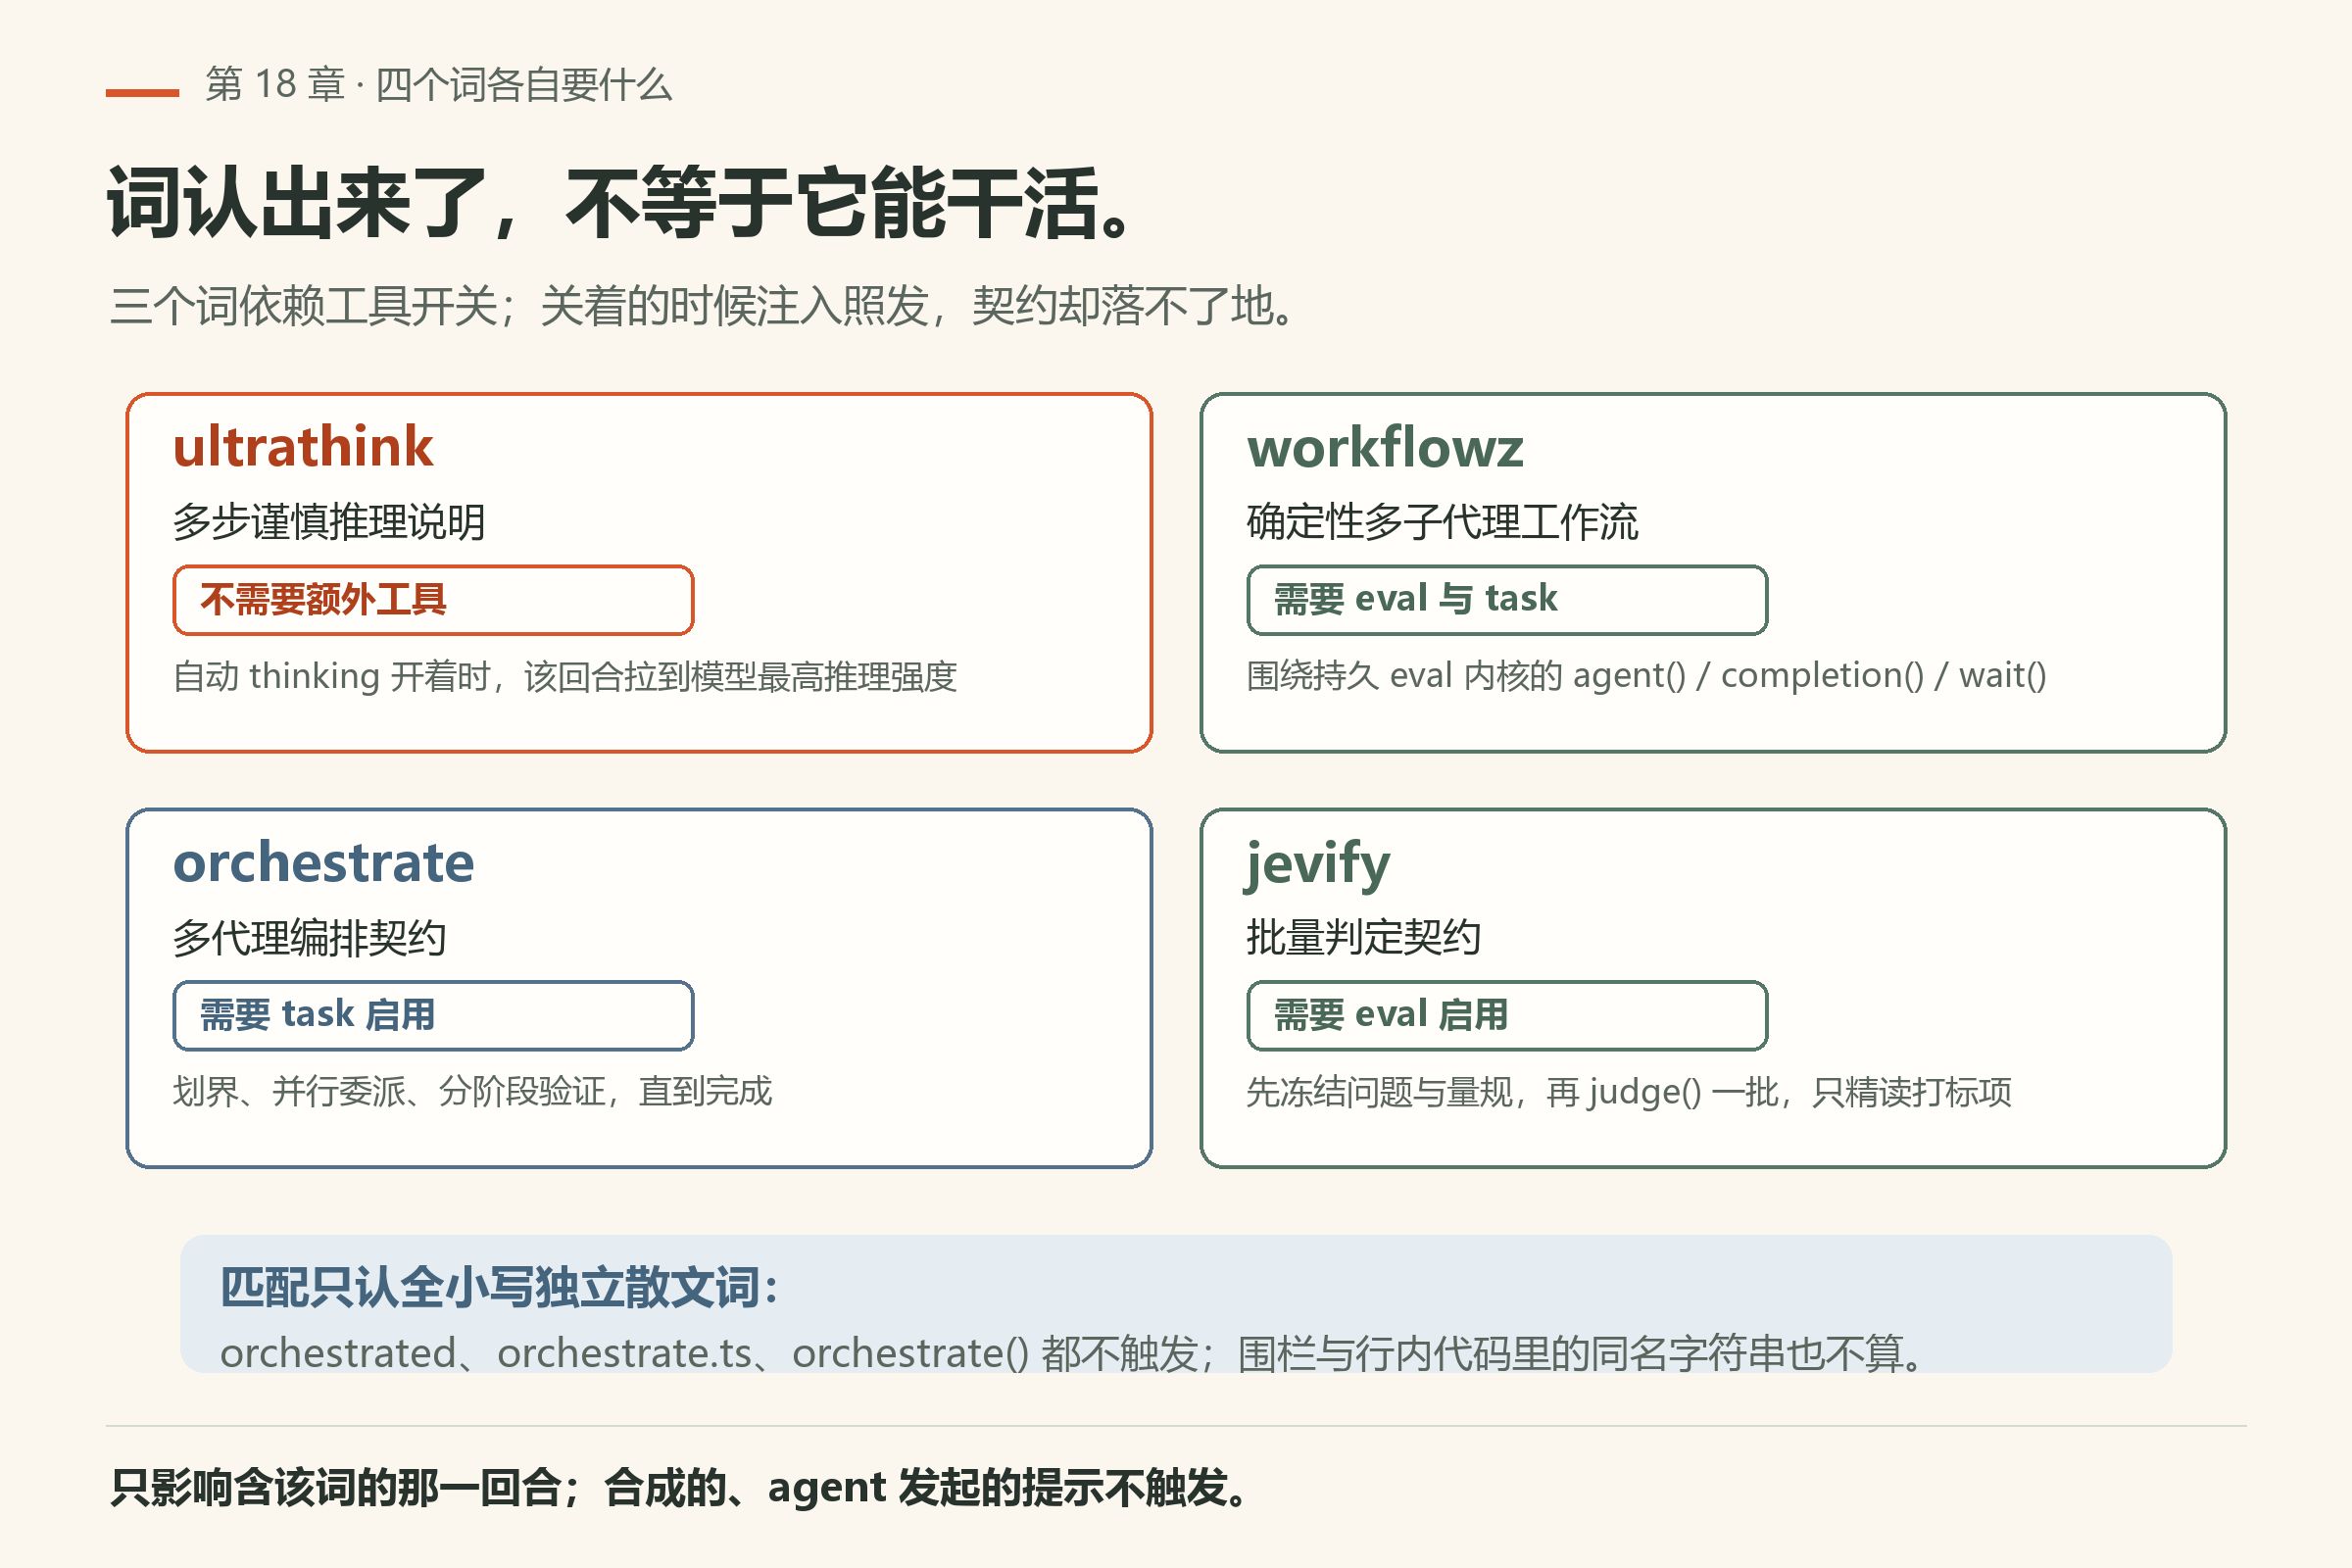 第 18 章 · 四个词各自要什么
词认出来了，不等于它能干活。
三个词依赖工具开关；关着的时候注入照发，契约却落不了地。
ultrathink
多步谨慎推理说明
不需要额外工具
自动 thinking 开着时，该回合拉到模型最高推理强度
workflowz
确定性多子代理工作流
需要 eval 与 task
围绕持久 eval 内核的 agent() / completion() / wait()
orchestrate
多代理编排契约
需要 task 启用
划界、并行委派、分阶段验证，直到完成
jevify
批量判定契约
需要 eval 启用
先冻结问题与量规，再 judge() 一批，只精读打标项
匹配只认全小写独立散文词：
orchestrated、orchestrate.ts、orchestrate() 都不触发；围栏与行内代码里的同名字符串也不算。
只影响含该词的那一回合；合成的、agent 发起的提示不触发。